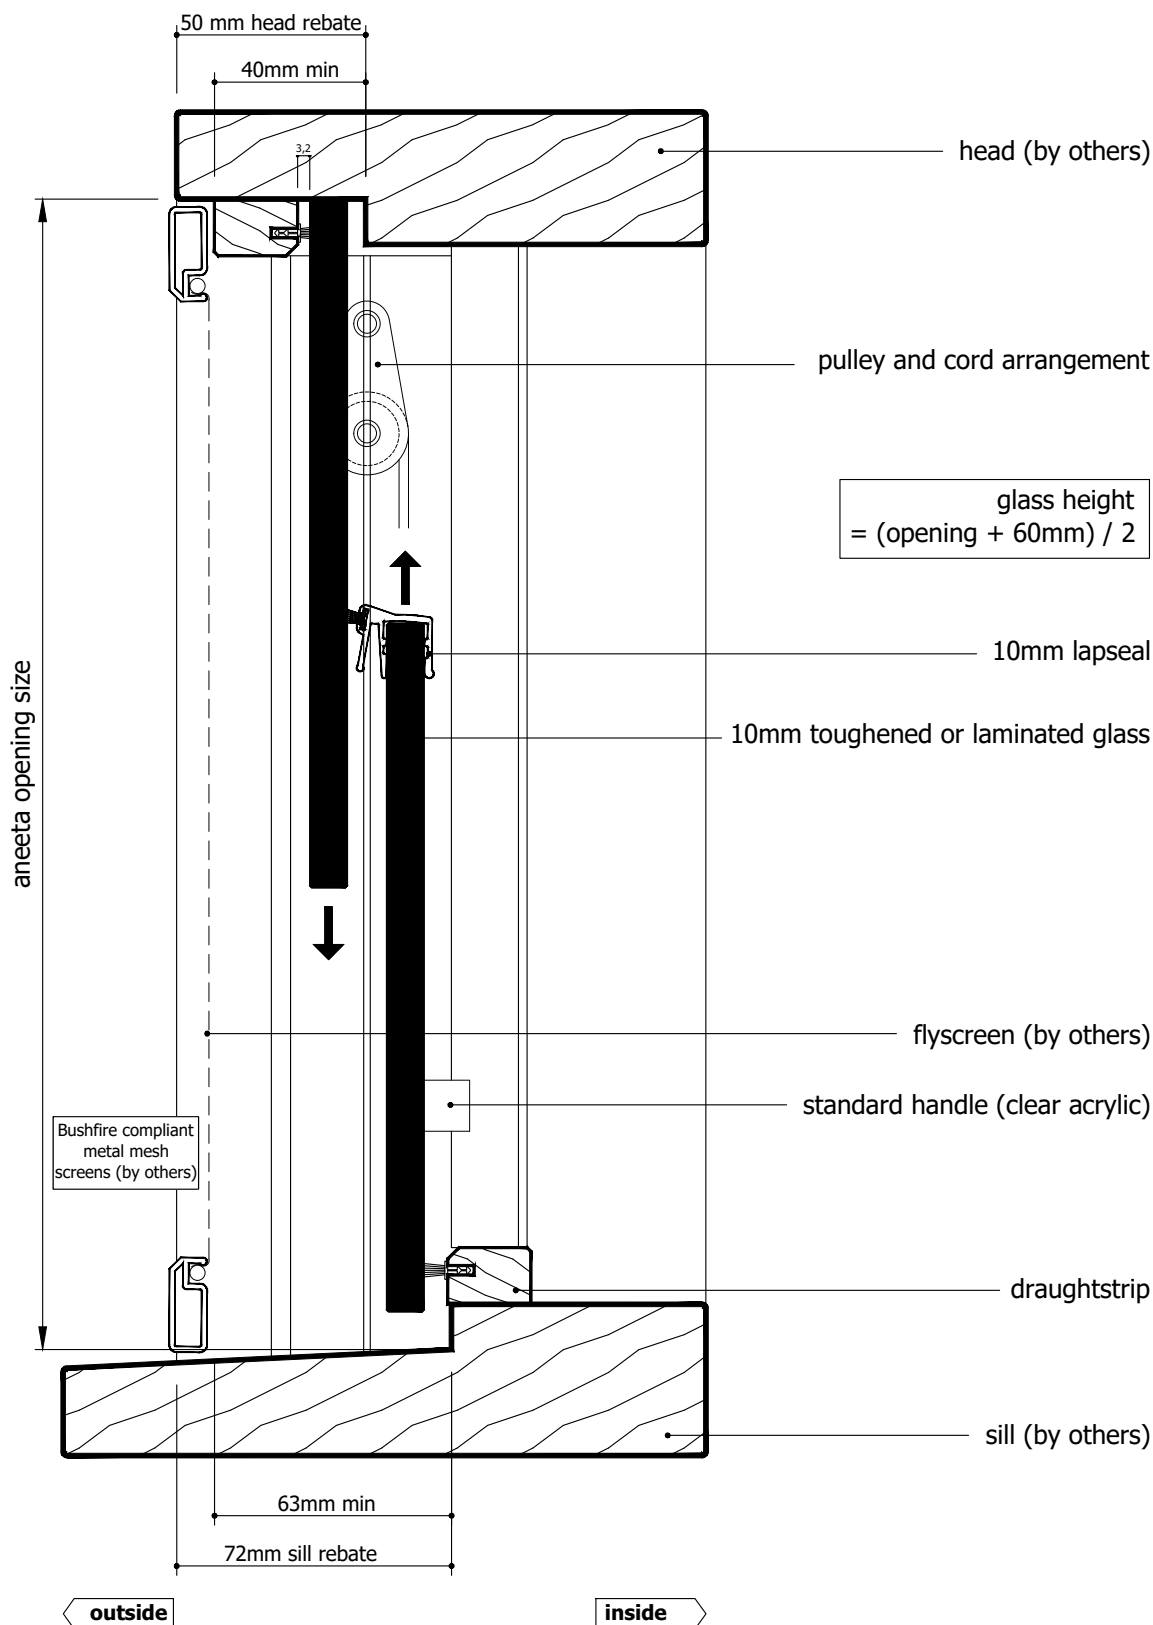 50 mm head rebate
40mm min
3,2
head (by others)
pulley and cord arrangement
glass height
= (opening + 60mm) / 2
10mm lapseal
aneeta opening size
10mm toughened or laminated glass
flyscreen (by others)
standard handle (clear acrylic)
Bushfire compliant
metal mesh
screens (by others)
draughtstrip
sill (by others)
63mm min
72mm sill rebate
outside
inside